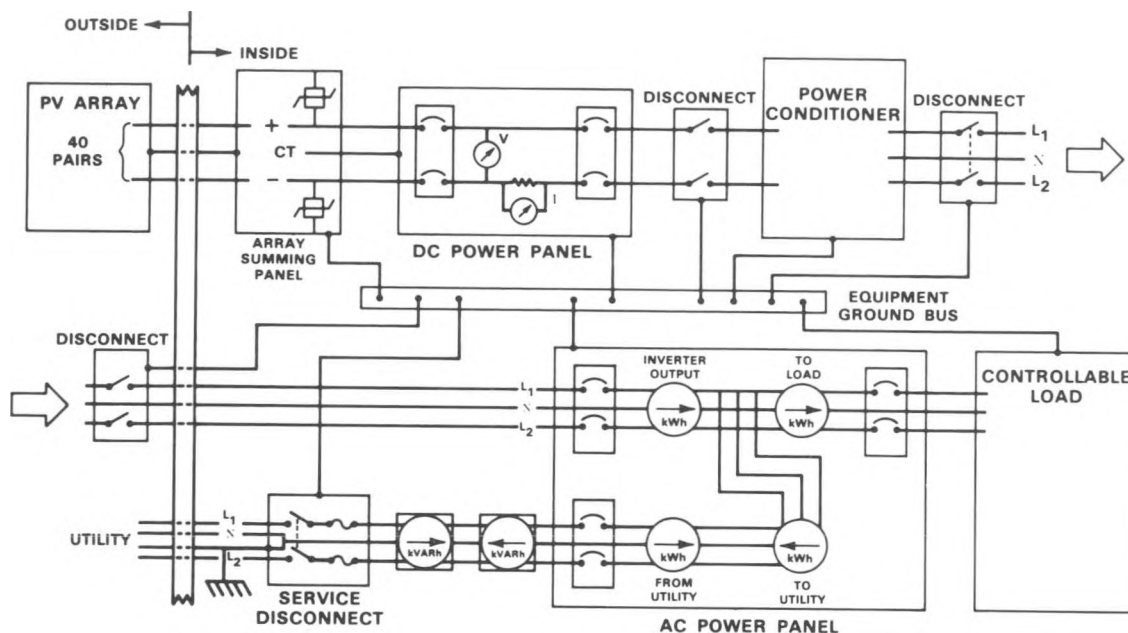 OUTSIDE
INSIDE
PV ARRAY
40
PAIRS
+
CT
-
ARRAY
SUMMING
PANEL
V
I
DC POWER PANEL
DISCONNECT
POWER
CONDITIONER
DISCONNECT
L1
N
L2
EQUIPMENT
GROUND BUS
DISCONNECT
L1
N
L2
INVERTER
OUTPUT
kWh
TO
LOAD
kWh
CONTROLLABLE
LOAD
UTILITY
L1
N
L2
SERVICE
DISCONNECT
kVARh
kVARh
kWh
FROM
UTILITY
kWh
TO
UTILITY
AC POWER PANEL